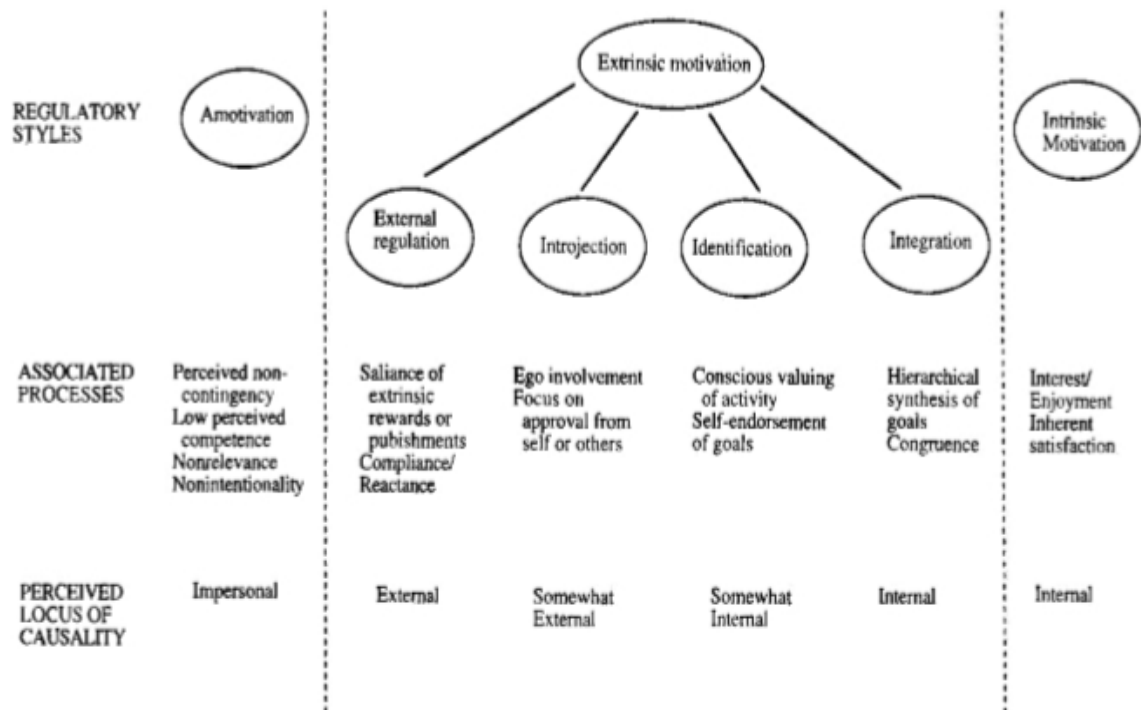 Extrinsic motivation
REGULATORY
STYLES
Amotivation
Intrinsic
Motivation
External
regulation
Introjection
Identification
Integration
ASSOCIATED
PROCESSES
Perceived non-
contingency
Low perceived
competence
Nonrelevance
Nonintentionality
Saliance of
extrinsic
rewards or
pubishments
Compliance/
Reactance
Ego involvement
Focus on
approval from
self or others
Conscious valuing
of activity
Self-endorsement
of goals
Hierarchical
synthesis of
goals
Congruence
Interest/
Enjoyment
Inherent
satisfaction
PERCEIVED
LOCUS OF
CAUSALITY
Impersonal
External
Somewhat
External
Somewhat
Internal
Internal
Internal